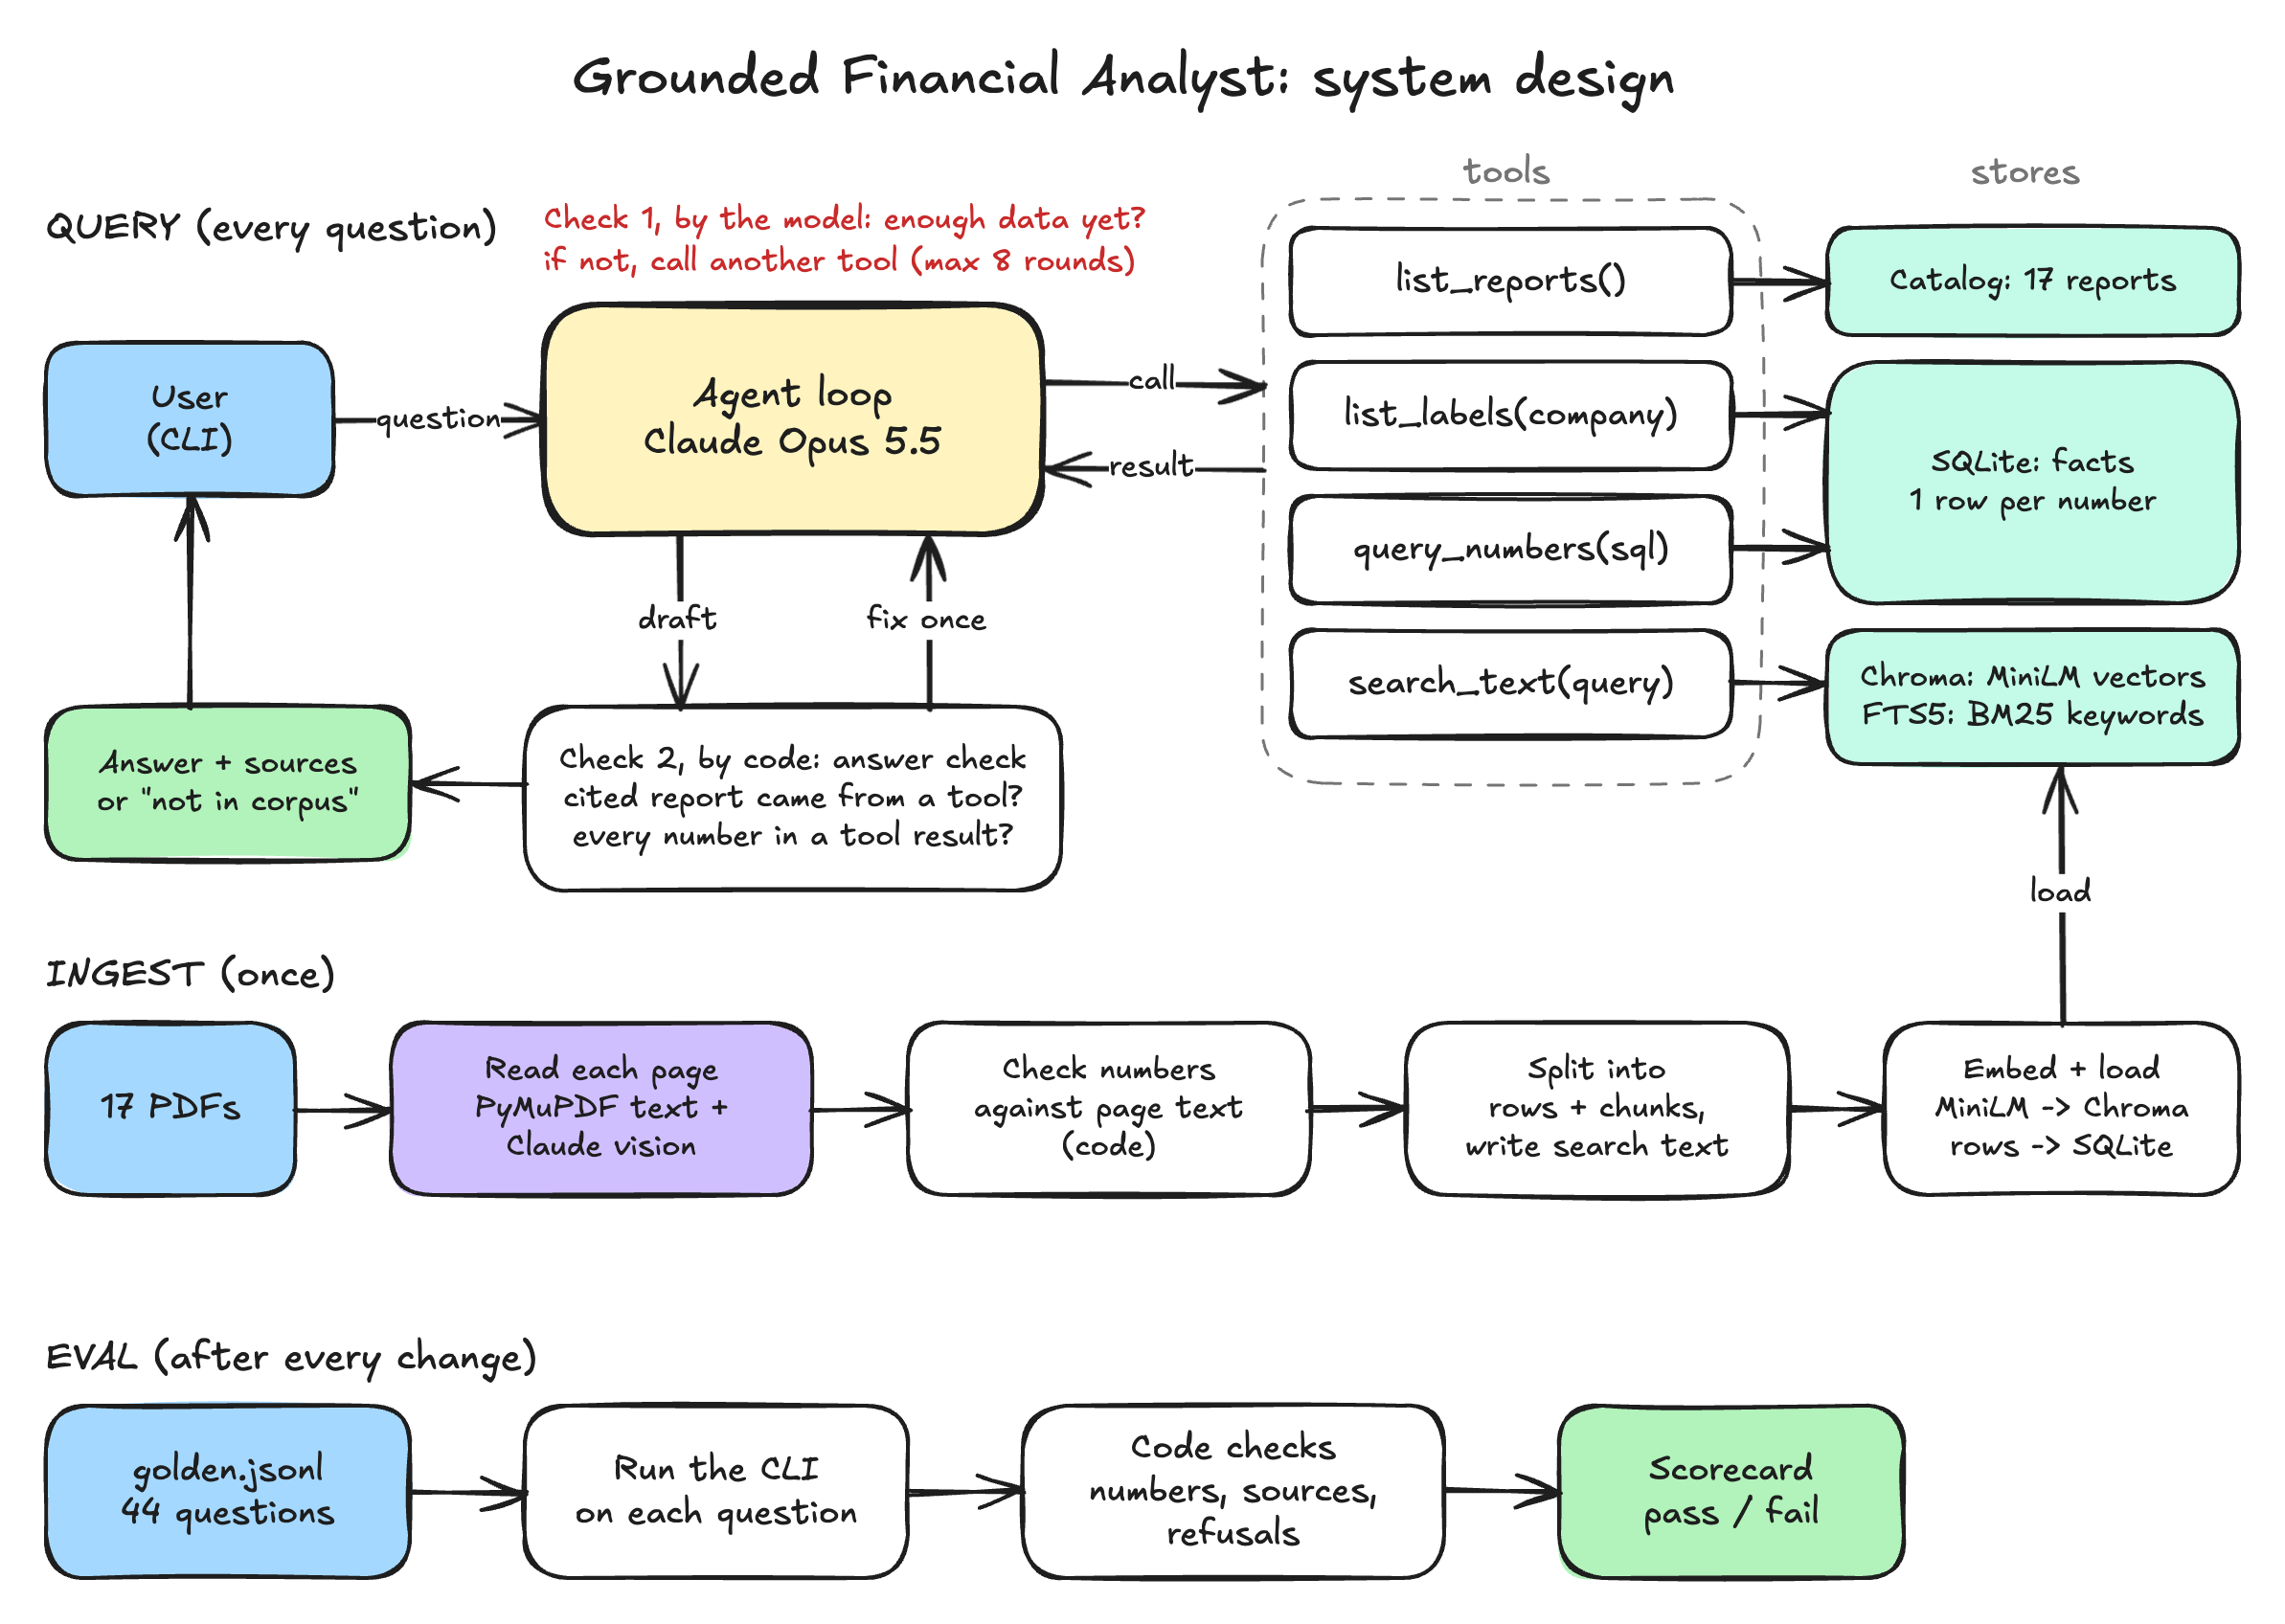 Grounded Financial Analyst: system design
tools
stores
QUERY (every question)
Check 1, by the model: enough data yet?
if not, call another tool (max 8 rounds)
User
(CLI)
question
Agent loop
Claude Opus 5.5
call
result
list_reports()
list_labels(company)
query_numbers(sql)
search_text(query)
Catalog: 17 reports
SQLite: facts
1 row per number
Chroma: MiniLM vectors
FTS5: BM25 keywords
draft
fix once
Answer + sources
or "not in corpus"
Check 2, by code: answer check
cited report came from a tool?
every number in a tool result?
load
INGEST (once)
17 PDFs
Read each page
PyMuPDF text +
Claude vision
Check numbers
against page text
(code)
Split into
rows + chunks,
write search text
Embed + load
MiniLM -> Chroma
rows -> SQLite
EVAL (after every change)
golden.jsonl
44 questions
Run the CLI
on each question
Code checks
numbers, sources,
refusals
Scorecard
pass / fail